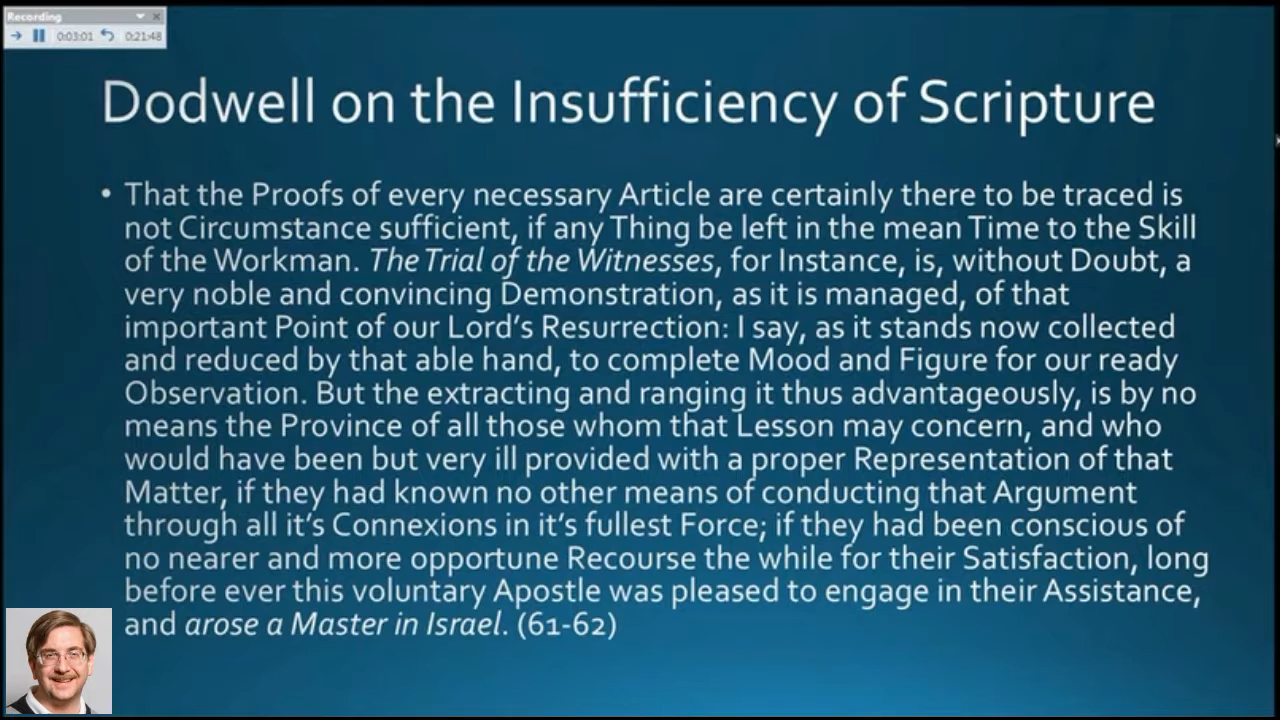 Recording
0:03:01 0:21:48
Dodwell on the Insufficiency of Scripture
• That the Proofs of every necessary Article are certainly there to be traced is
not Circumstance sufficient, if any Thing be left in the mean Time to the Skill
of the Workman. The Trial of the Witnesses, for Instance, is, without Doubt, a
very noble and convincing Demonstration, as it is managed, of that
important Point of our Lord's Resurrection: I say, as it stands now collected
and reduced by that able hand, to complete Mood and Figure for our ready
Observation. But the extracting and ranging it thus advantageously, is by no
means the Province of all those whom that Lesson may concern, and who
would have been but very ill provided with a proper Representation of that
Matter, if they had known no other means of conducting that Argument
through all it's Connexions in it's fullest Force; if they had been conscious of
no nearer and more opportune Recourse the while for their Satisfaction, long
before ever this voluntary Apostle was pleased to engage in their Assistance,
and arose a Master in Israel. (61-62)